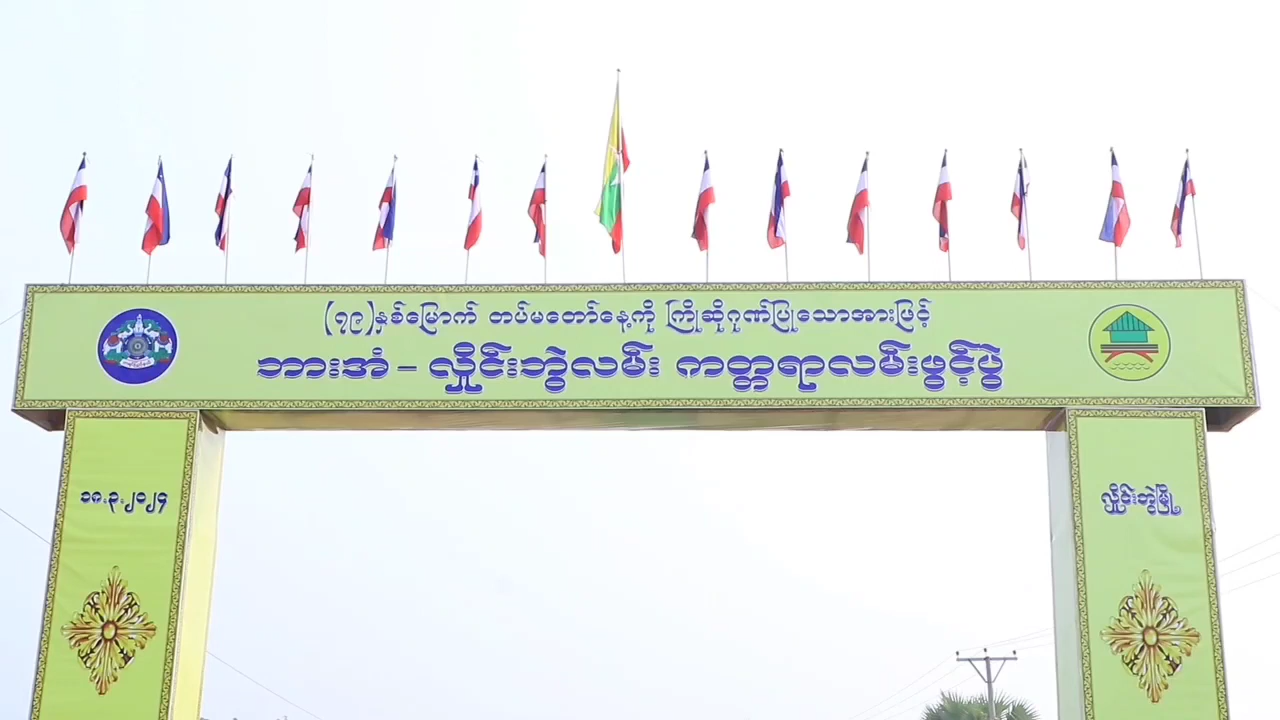 (၇၉)နှစ်မြောက် တပ်မတော်နေ့ကို ကြိုဆိုဂုဏ်ပြုသောအားဖြင့်
ဘားအံ – လှိုင်းဘွဲလမ်း ကတ္တရာလမ်းဖွင့်ပွဲ
၁၈.၃.၂၀၂၄
လှိုင်းဘွဲမြို့